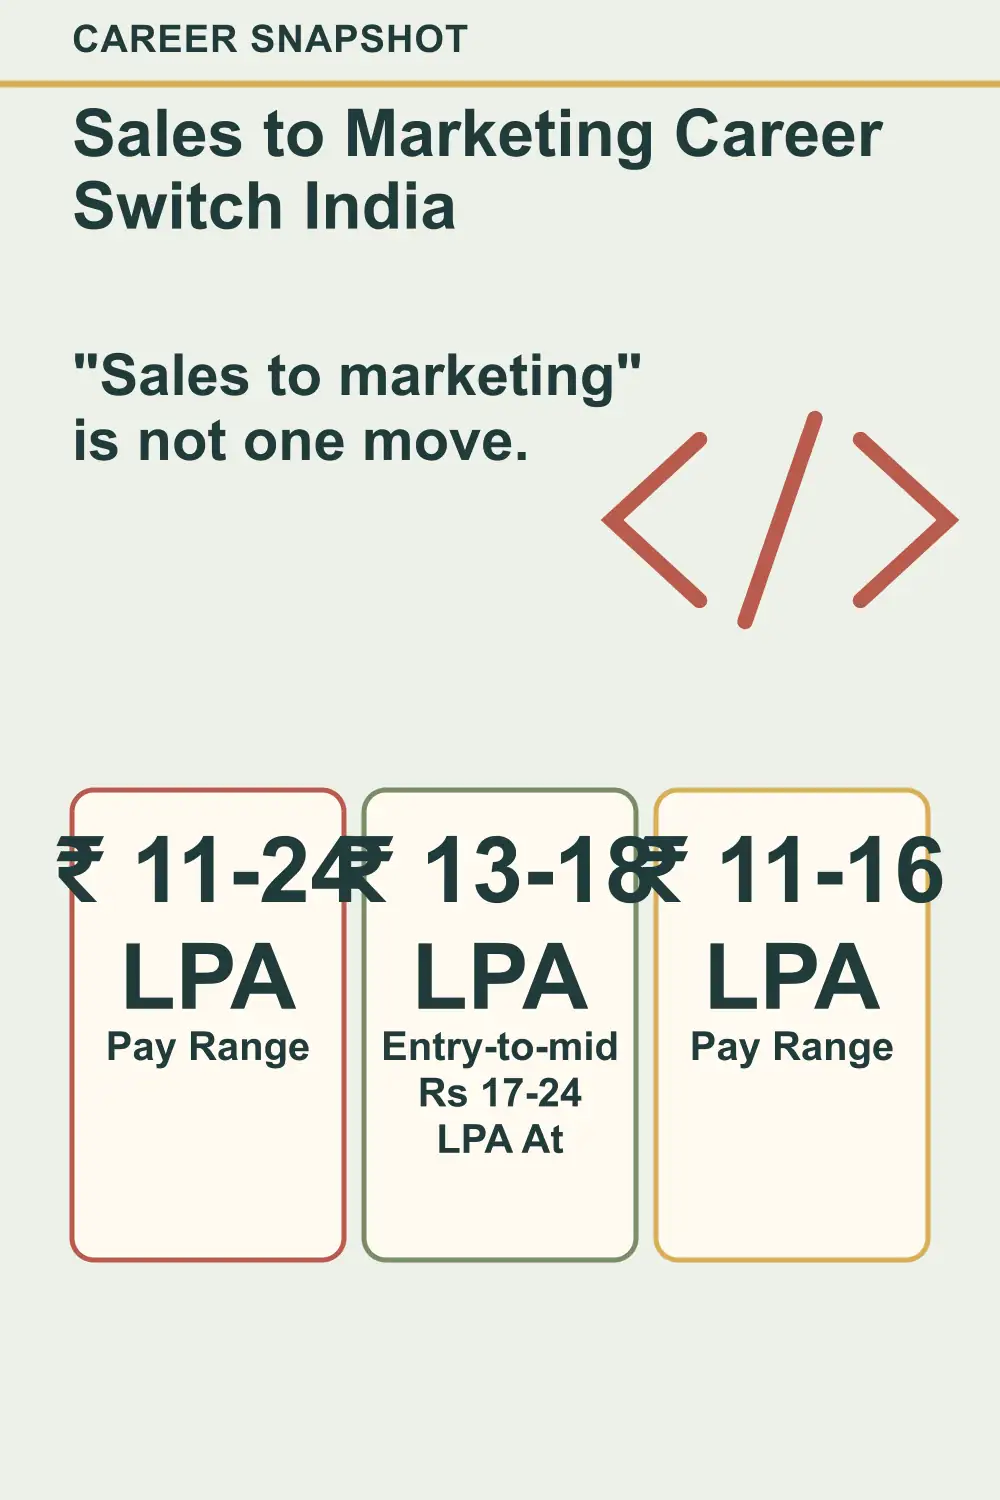 CAREER SNAPSHOT
Sales to Marketing Career
Switch India
"Sales to marketing"
is not one move.
₹ 11-24
LPA
Pay Range
₹ 13-18
LPA
Entry-to-mid
Rs 17-24
LPA At
₹ 11-16
LPA
Pay Range